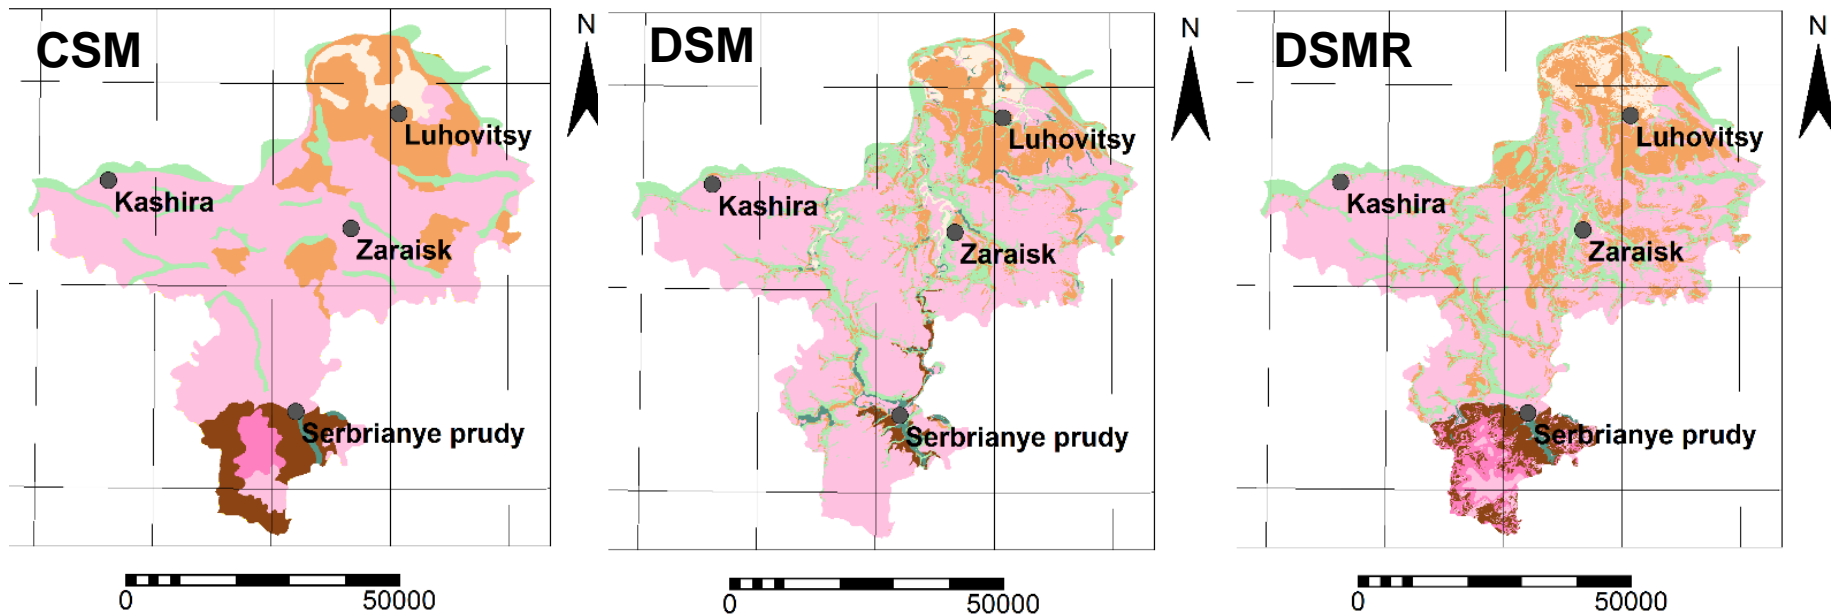 CSM
N
Luhovitsy
Kashira
Zaraisk
Serbrianye prudy
0 50000
DSM
N
Luhovitsy
Kashira
Zaraisk
Serbrianye prudy
0 50000
DSMR
N
Luhovitsy
Kashira
Zaraisk
Serbrianye prudy
0 50000